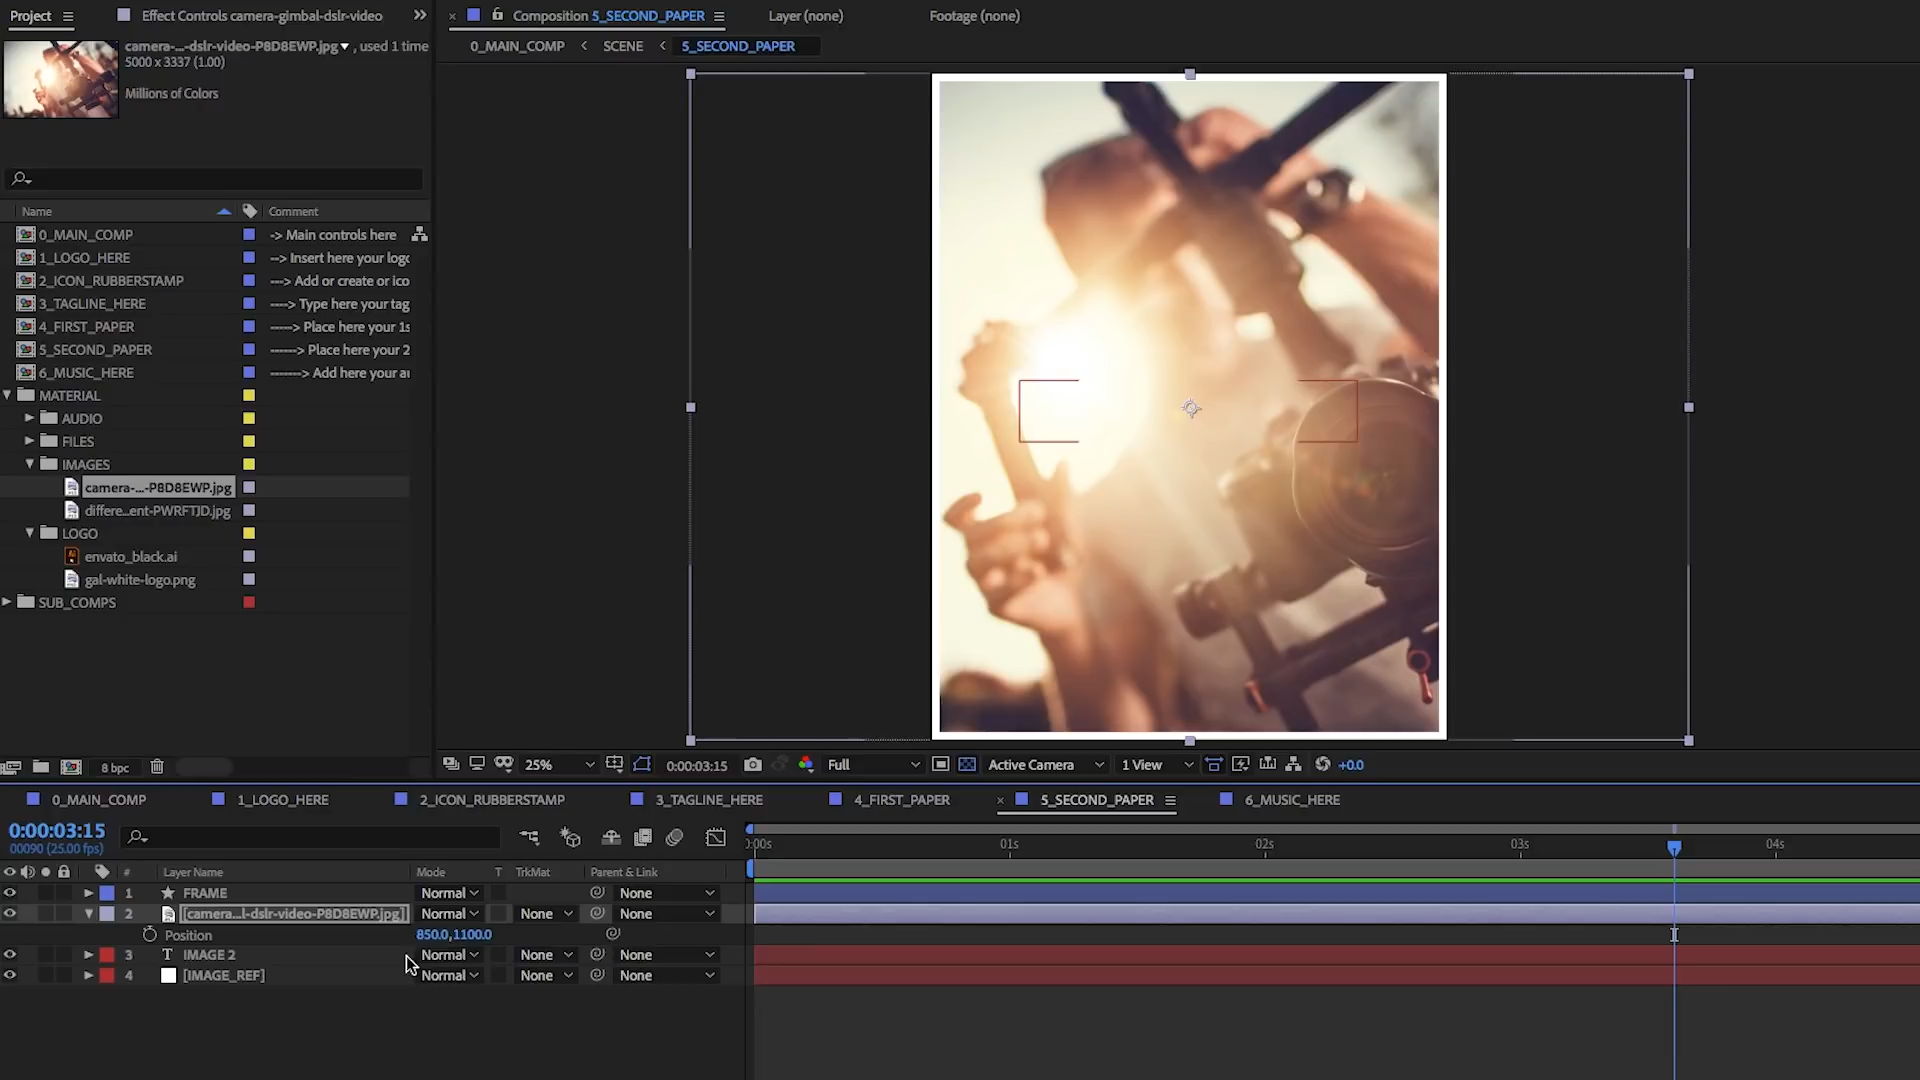 Project
Effect Controls camera-gimbal-dslr-video
Composition 5_SECOND_PAPER
Layer (none)
Footage (none)
camera-...-dslr-video-P8D8EWP.jpg , used 1 time
5000 x 3337 (1.00)
Millions of Colors
0_MAIN_COMP
SCENE
5_SECOND_PAPER
Name
Comment
0_MAIN_COMP
-> Main controls here
1_LOGO_HERE
--> Insert here your logo
2_ICON_RUBBERSTAMP
---> Add or create or ico
3_TAGLINE_HERE
----> Type here your tag
4_FIRST_PAPER
-----> Place here your 1s
5_SECOND_PAPER
------> Place here your 2
6_MUSIC_HERE
-------> Add here your au
MATERIAL
AUDIO
FILES
IMAGES
camera-...-P8D8EWP.jpg
differe...ent-PWRFTJD.jpg
LOGO
envato_black.ai
gal-white-logo.png
SUB_COMPS
8 bpc
25%
0:00:03:15
Full
Active Camera
1 View
+0.0
0_MAIN_COMP
1_LOGO_HERE
2_ICON_RUBBERSTAMP
3_TAGLINE_HERE
4_FIRST_PAPER
5_SECOND_PAPER
6_MUSIC_HERE
0:00:03:15
00090 (25.00 fps)
0:00s
01s
02s
03s
04s
# Layer Name
Mode
T
TrkMat
Parent & Link
1 FRAME
Normal
None
2 [camera...l-dslr-video-P8D8EWP.jpg]
Normal
None
None
Position
850.0,1100.0
3 T IMAGE 2
Normal
None
None
4 [IMAGE_REF]
Normal
None
None